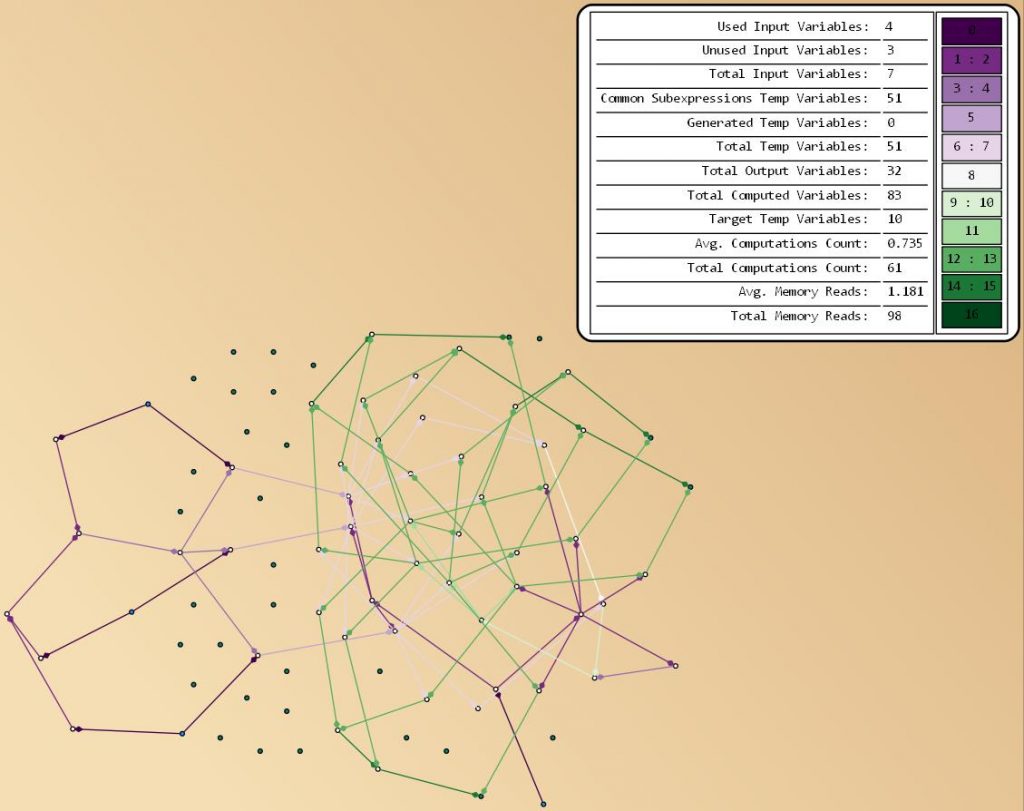 Used Input Variables: 4
Unused Input Variables: 3
Total Input Variables: 7
Common Subexpressions Temp Variables: 51
Generated Temp Variables: 0
Total Temp Variables: 51
Total Output Variables: 32
Total Computed Variables: 83
Target Temp Variables: 10
Avg. Computations Count: 0.735
Total Computations Count: 61
Avg. Memory Reads: 1.181
Total Memory Reads: 98
0
1 : 2
3 : 4
5
6 : 7
8
9 : 10
11
12 : 13
14 : 15
16